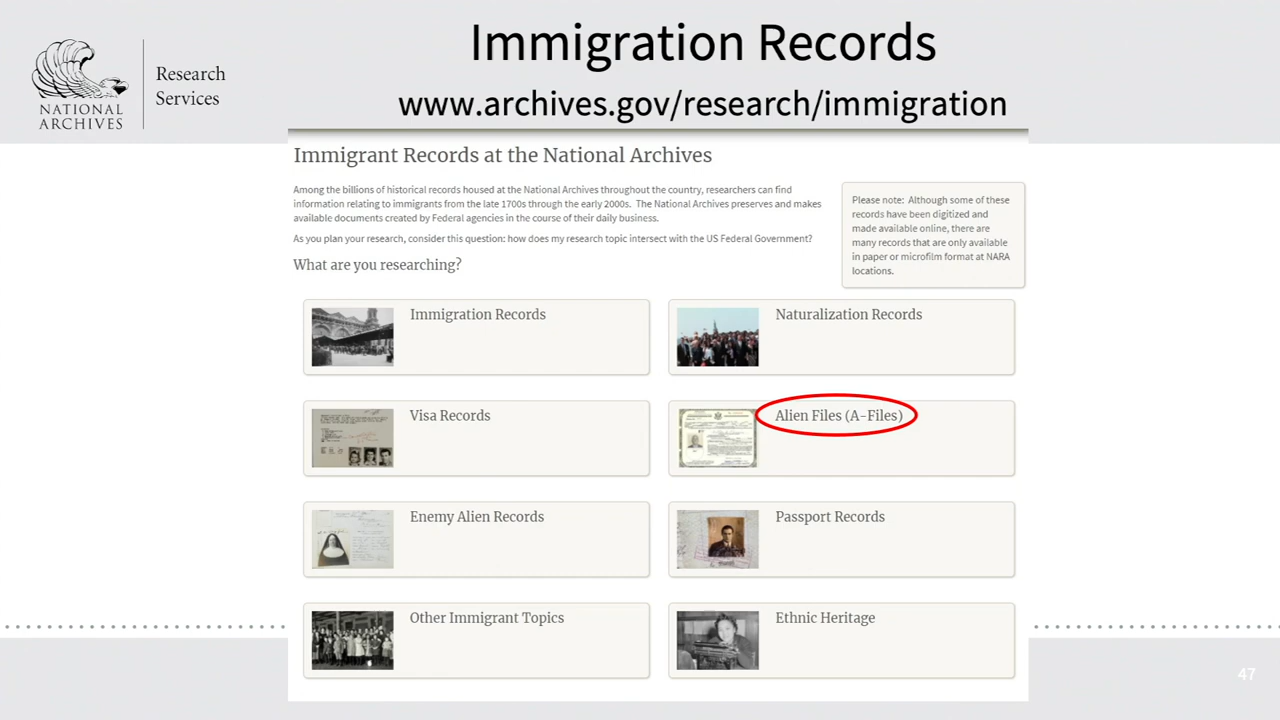 Immigration Records
www.archives.gov/research/immigration
NATIONAL
ARCHIVES
Research
Services
Immigrant Records at the National Archives
Among the billions of historical records housed at the National Archives throughout the country, researchers can find
information relating to immigrants from the late 1700s through the early 2000s. The National Archives preserves and makes
available documents created by Federal agencies in the course of their daily business.
As you plan your research, consider this question: how does my research topic intersect with the US Federal Government?
Please note: Although some of these
records have been digitized and
made available online, there are
many records that are only available
in paper or microfilm format at NARA
locations.
What are you researching?
Immigration Records
Naturalization Records
Visa Records
Alien Files (A-Files)
Enemy Alien Records
Passport Records
Other Immigrant Topics
Ethnic Heritage
47